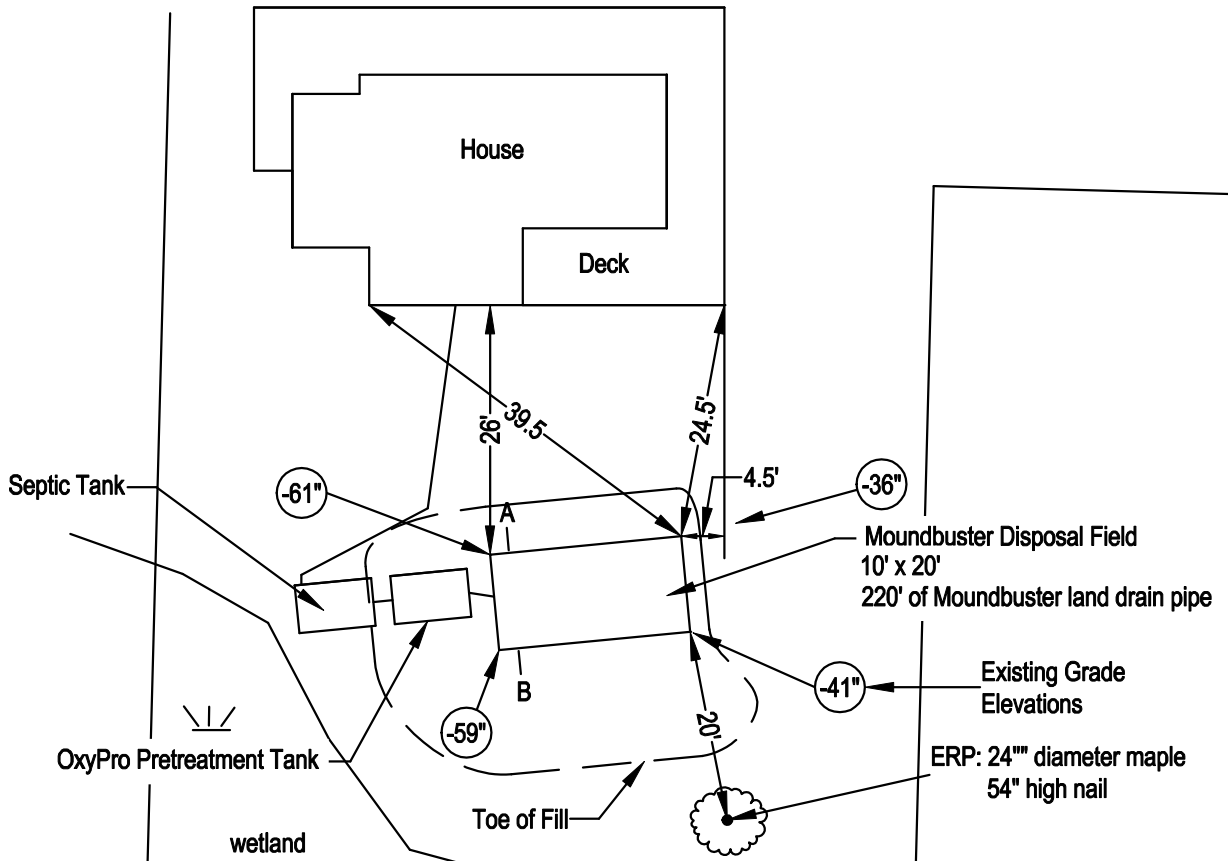 House
Deck
26'
39.5
24.5'
4.5'
Septic Tank
-61"
A
-36"
Moundbuster Disposal Field
10' x 20'
220' of Moundbuster land drain pipe
B
-59"
-41"
Existing Grade
Elevations
20'
OxyPro Pretreatment Tank
ERP: 24"" diameter maple
54" high nail
Toe of Fill
wetland